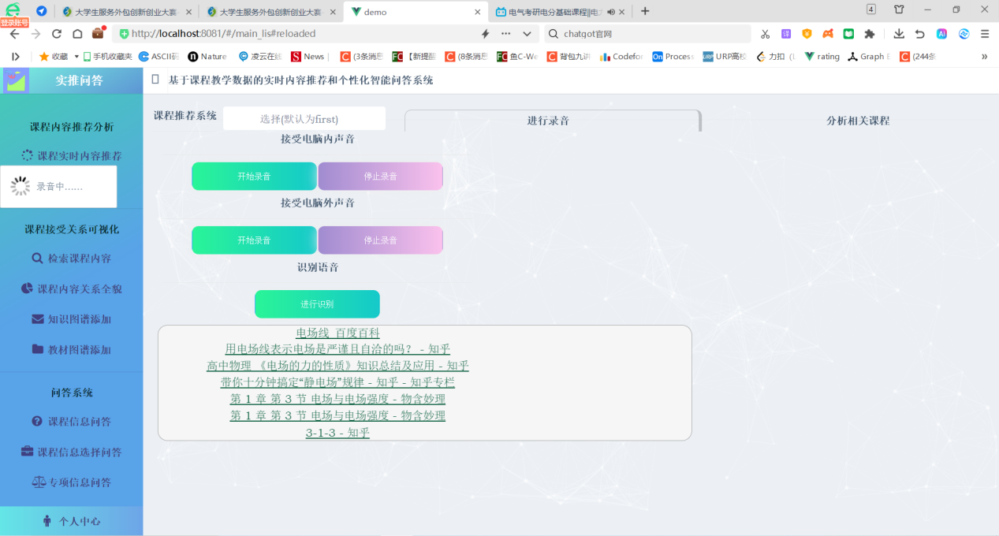 大学生服务外包创新创业大赛
大学生服务外包创新创业大赛
demo
电气考研电分基础课程||电力
4
登录账号
http://localhost:8081/#/main_lis#reloaded
chatgot官网
译
AI
收藏
手机收藏夹
ASCII码
Nature
凌云在线
News
(3条消息
【新提醒
(8条消息
鱼C-We
背包九讲
Codefor
Process
URP高校
力扣
rating
Graph E
(244条
实推问答
基于课程教学数据的实时内容推荐和个性化智能问答系统
课程内容推荐分析
课程实时内容推荐
录音中......
课程接受关系可视化
检索课程内容
课程内容关系全貌
知识图谱添加
教材图谱添加
问答系统
课程信息问答
课程信息选择问答
专项信息问答
个人中心
课程推荐系统
选择(默认为first)
进行录音
分析相关课程
接受电脑内声音
开始录音
停止录音
接受电脑外声音
开始录音
停止录音
识别语音
进行识别
电场线_百度百科
用电场线表示电场是严谨且自洽的吗？ - 知乎
高中物理 《电场的力的性质》知识总结及应用 - 知乎
带你十分钟搞定“静电场”规律 - 知乎 - 知乎专栏
第 1 章 第 3 节 电场与电场强度 - 物含妙理
第 1 章 第 3 节 电场与电场强度 - 物含妙理
3-1-3 - 知乎